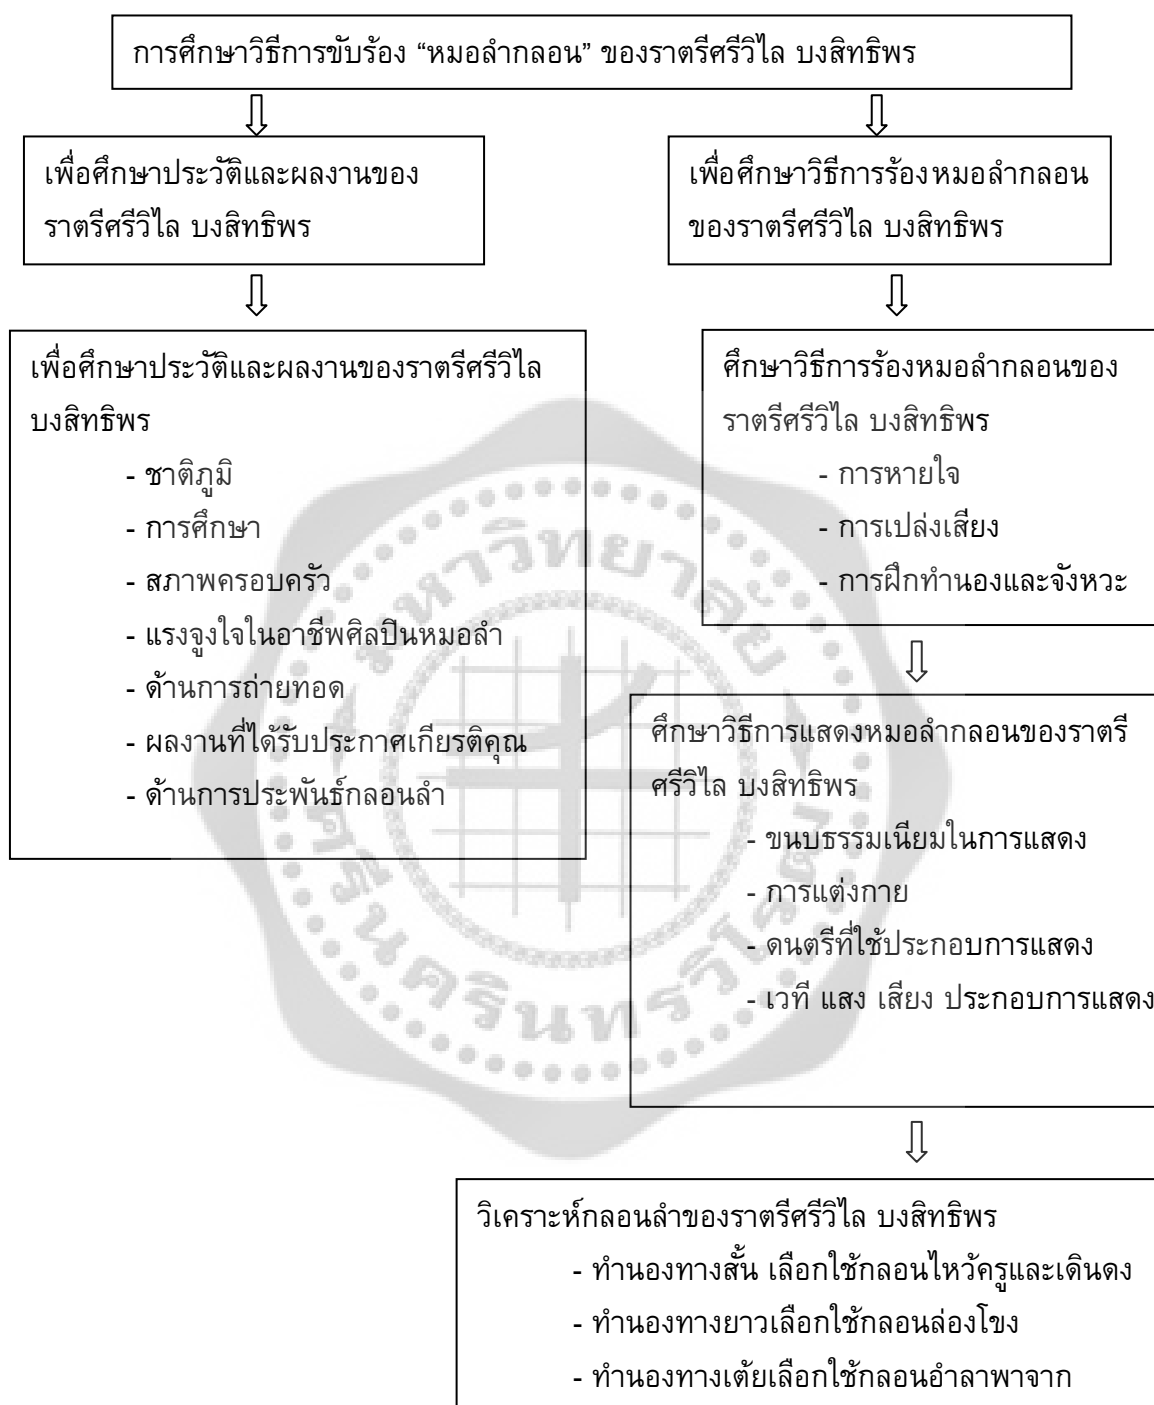 การศึกษาวิธีการขับร้อง “หมอลำกลอน” ของราตรีศรีวิไล บงสิทธิพร
เพื่อศึกษาประวัติและผลงานของ
ราตรีศรีวิไล บงสิทธิพร
เพื่อศึกษาวิธีการร้องหมอลำกลอน
ของราตรีศรีวิไล บงสิทธิพร
เพื่อศึกษาประวัติและผลงานของราตรีศรีวิไล
บงสิทธิพร
- ชาติภูมิ
- การศึกษา
- สภาพครอบครัว
- แรงจูงใจในอาชีพศิลปินหมอลำ
- ด้านการถ่ายทอด
- ผลงานที่ได้รับประกาศเกียรติคุณ
- ด้านการประพันธ์กลอนลำ
ศึกษาวิธีการร้องหมอลำกลอนของ
ราตรีศรีวิไล บงสิทธิพร
- การหายใจ
- การเปล่งเสียง
- การฝึกทำนองและจังหวะ
ศึกษาวิธีการแสดงหมอลำกลอนของราตรี
ศรีวิไล บงสิทธิพร
- ขนบธรรมเนียมในการแสดง
- การแต่งกาย
- ดนตรีที่ใช้ประกอบการแสดง
- เวที แสง เสียง ประกอบการแสดง
วิเคราะห์กลอนลำของราตรีศรีวิไล บงสิทธิพร
- ทำนองทางสั้น เลือกใช้กลอนไหว้ครูและเดินดง
- ทำนองทางยาวเลือกใช้กลอนล่องโขง
- ทำนองทางเต้ยเลือกใช้กลอนอำลาพาจาก
มหาวิทยาลัย
ศรีนครินทรวิโรฒ